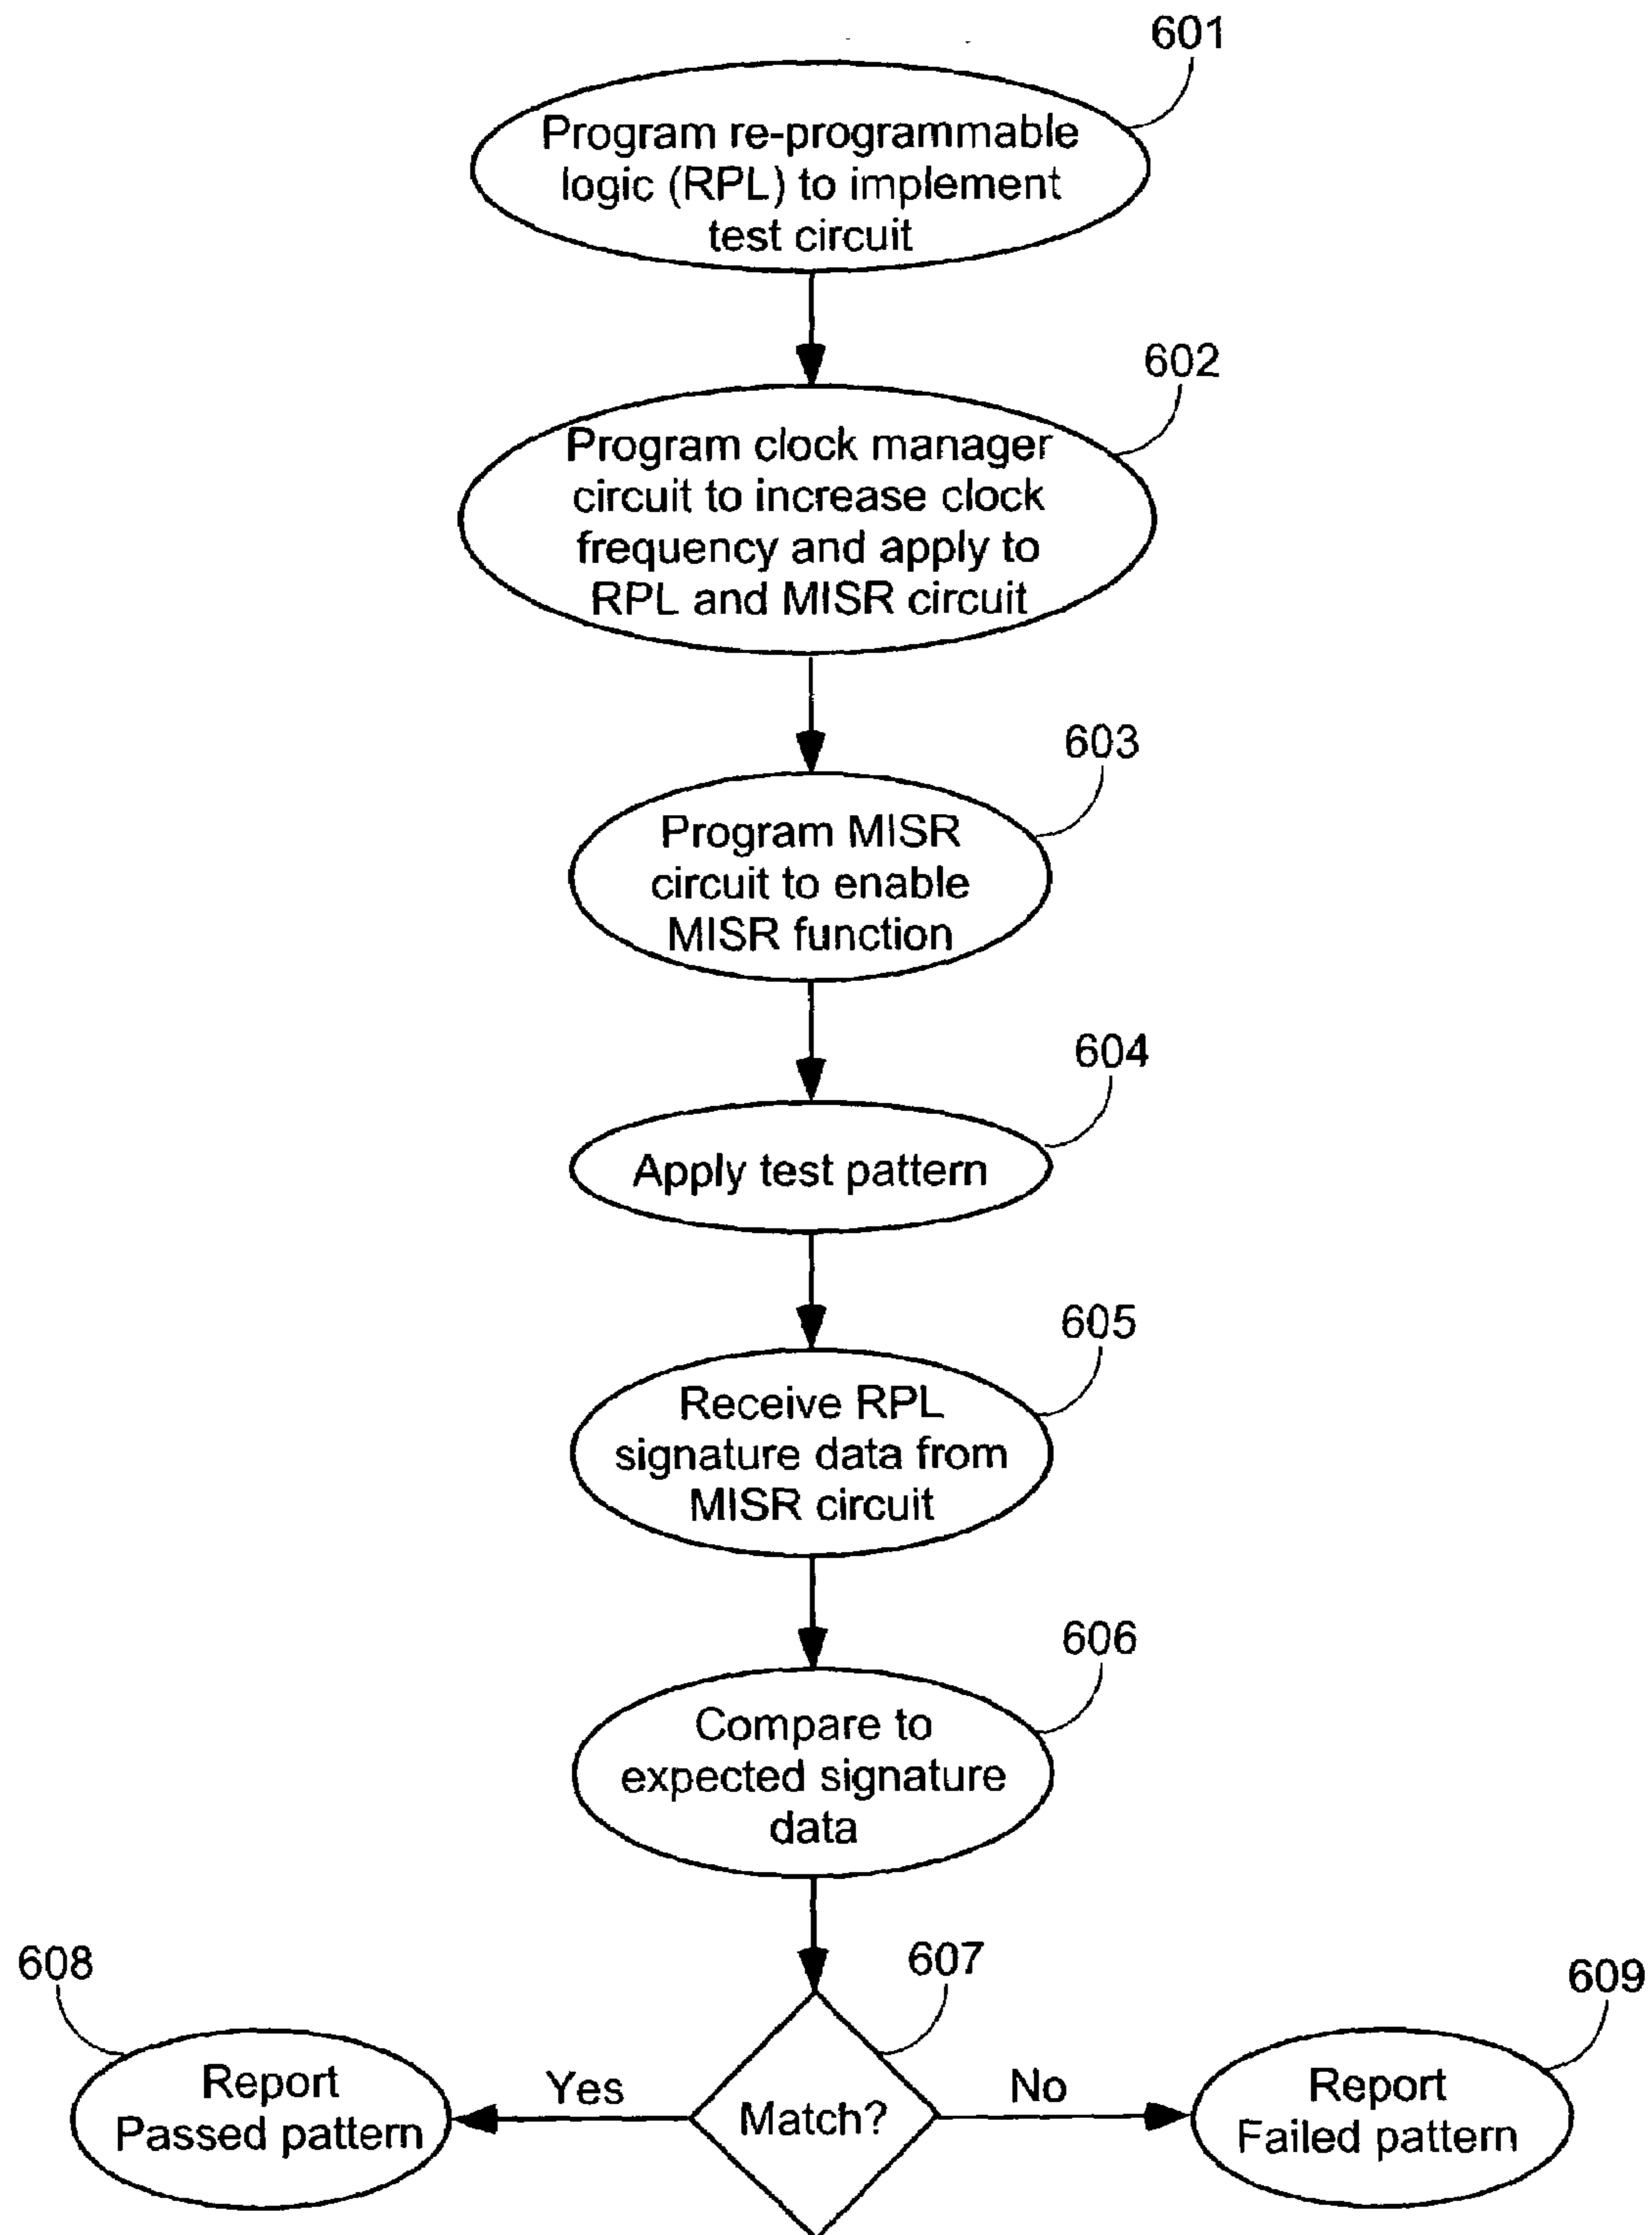 601
Program re-programmable
logic (RPL) to implement
test circuit
602
Program clock manager
circuit to increase clock
frequency and apply to
RPL and MISR circuit
603
Program MISR
circuit to enable
MISR function
604
Apply test pattern
605
Receive RPL
signature data from
MISR circuit
606
Compare to
expected signature
data
607
Match?
Yes
No
608
Report
Passed pattern
609
Report
Failed pattern